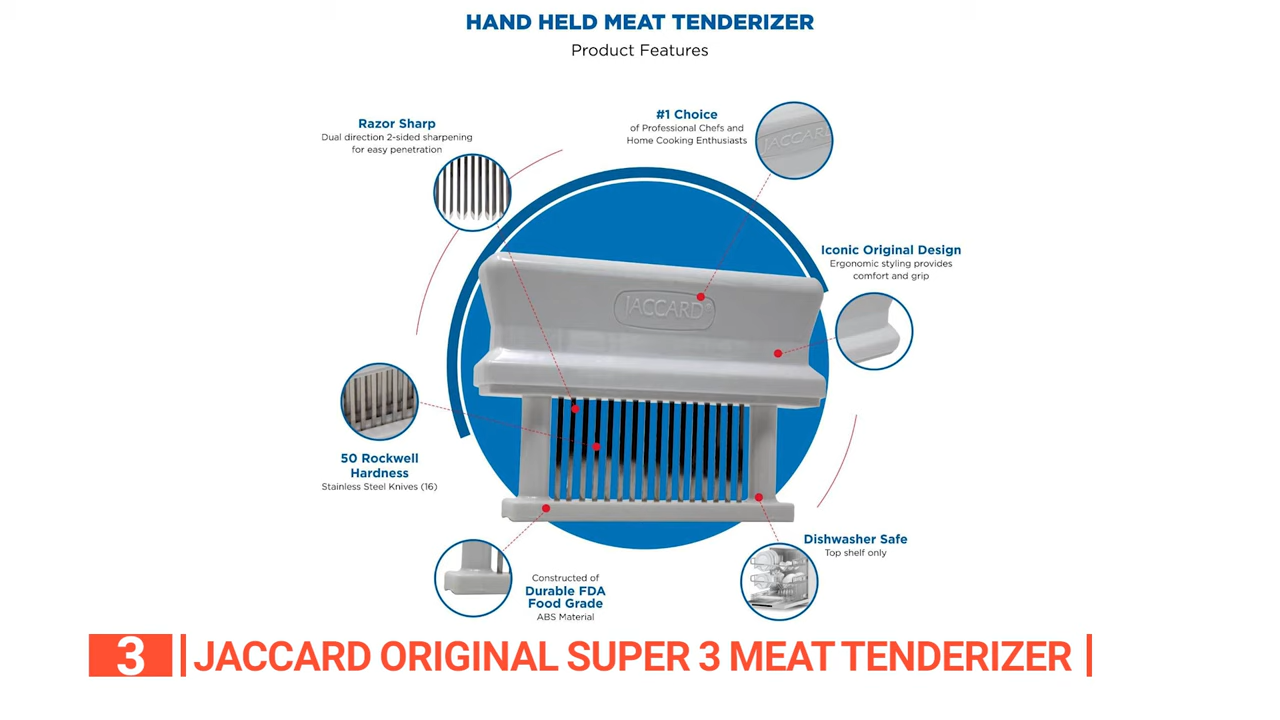 HAND HELD MEAT TENDERIZER
Product Features
Razor Sharp
Dual direction 2-sided sharpening
for easy penetration
#1 Choice
of Professional Chefs and
Home Cooking Enthusiasts
JACCARD
Iconic Original Design
Ergonomic styling provides
comfort and grip
JACCARD
50 Rockwell
Hardness
Stainless Steel Knives (16)
Dishwasher Safe
Top shelf only
Constructed of
Durable FDA
Food Grade
ABS Material
3 JACCARD ORIGINAL SUPER 3 MEAT TENDERIZER